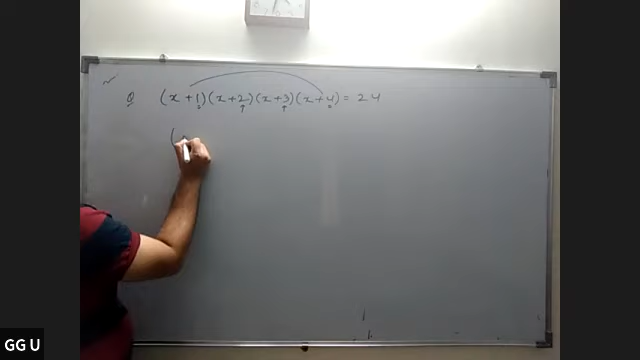 Q (x+1)(x+2)(x+3)(x+4) = 24
(
GG U